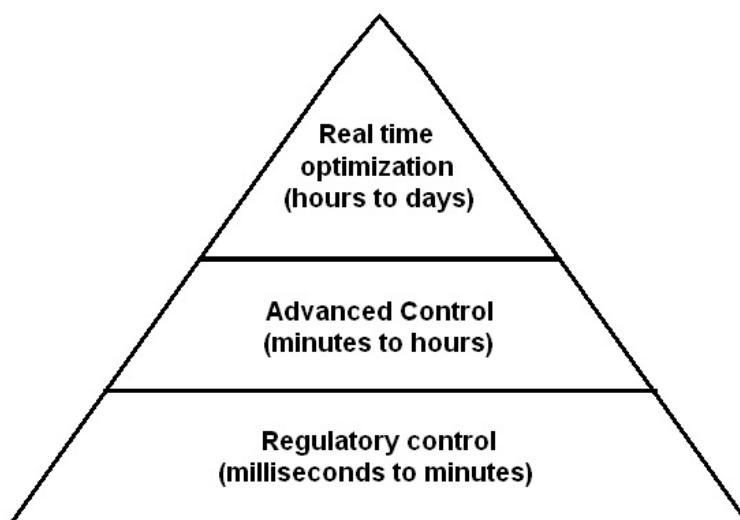 Real time
optimization
(hours to days)
Advanced Control
(minutes to hours)
Regulatory control
(milliseconds to minutes)